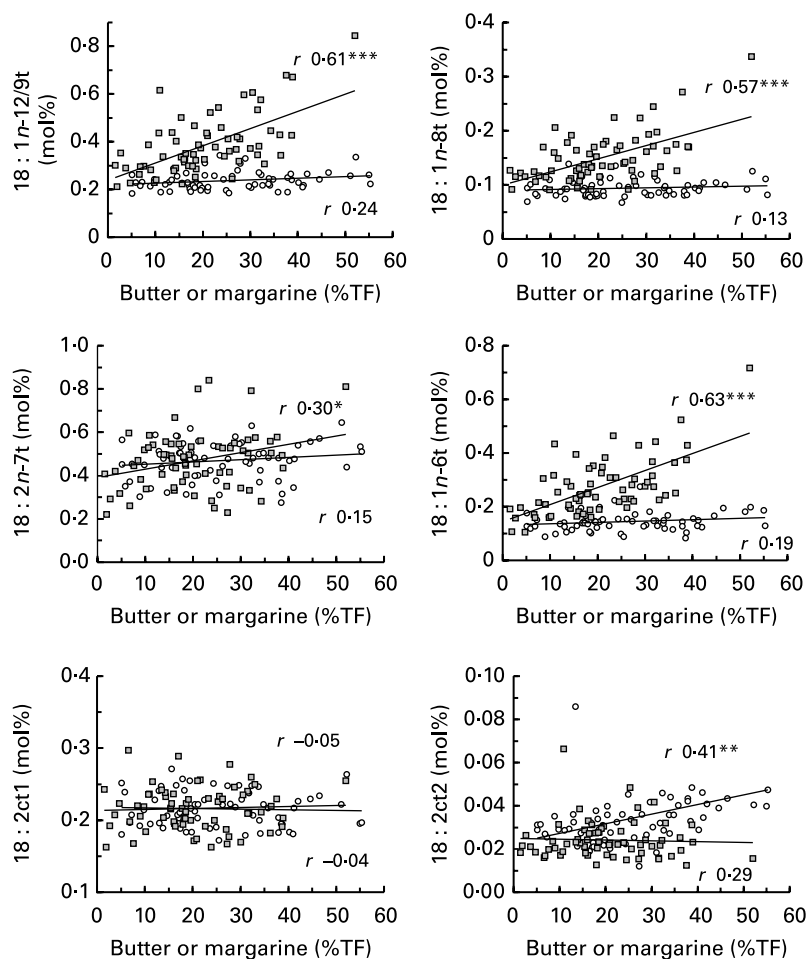 18 : 1n-12/9t
(mol%)
0·8
0·6
0·4
0·2
0
r 0·61***
r 0·24
0 10 20 30 40 50 60
Butter or margarine (%TF)
18 : 1n-8t (mol%)
0·4
0·3
0·2
0·1
0
r 0·57***
r 0·13
0 10 20 30 40 50 60
Butter or margarine (%TF)
18 : 2n-7t (mol%)
1·0
0·8
0·6
0·4
0·2
0·0
r 0·30*
r 0·15
0 10 20 30 40 50 60
Butter or margarine (%TF)
18 : 1n-6t (mol%)
0·8
0·6
0·4
0·2
0
r 0·63***
r 0·19
0 10 20 30 40 50 60
Butter or margarine (%TF)
18 : 2ct1 (mol%)
0·4
0·3
0·2
0·1
r –0·05
r –0·04
0 10 20 30 40 50 60
Butter or margarine (%TF)
18 : 2ct2 (mol%)
0·10
0·08
0·06
0·04
0·02
0·00
r 0·41**
r 0·29
0 10 20 30 40 50 60
Butter or margarine (%TF)